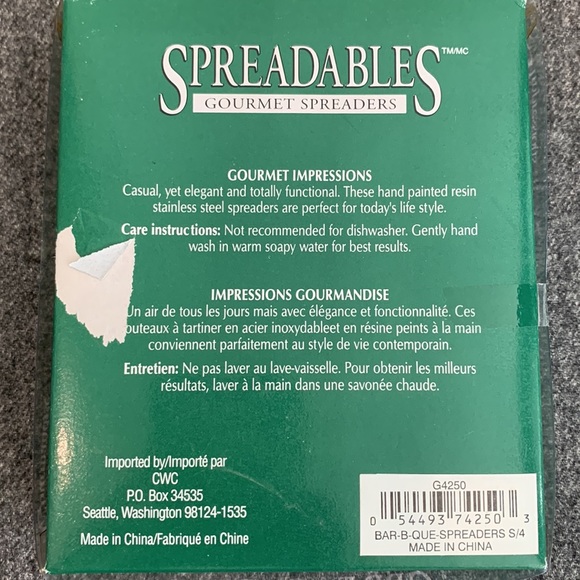 SPREADABLES TM/MC
GOURMET SPREADERS
GOURMET IMPRESSIONS
Casual, yet elegant and totally functional. These hand painted resin
stainless steel spreaders are perfect for today's life style.
Care instructions: Not recommended for dishwasher. Gently hand
wash in warm soapy water for best results.
IMPRESSIONS GOURMANDISE
Un air de tous les jours mais avec élégance et fonctionnalité. Ces
outeaux à tartiner en acier inoxydableet en résine peints à la main
conviennent parfaitement au style de vie contemporain.
Entretien: Ne pas laver au lave-vaisselle. Pour obtenir les milleurs
résultats, laver à la main dans une savonée chaude.
Imported by/Importé par
CWC
P.O. Box 34535
Seattle, Washington 98124-1535
Made in China/Fabriqué en Chine
G4250
0 54493 74250 3
BAR-B-QUE-SPREADERS S/4
MADE IN CHINA